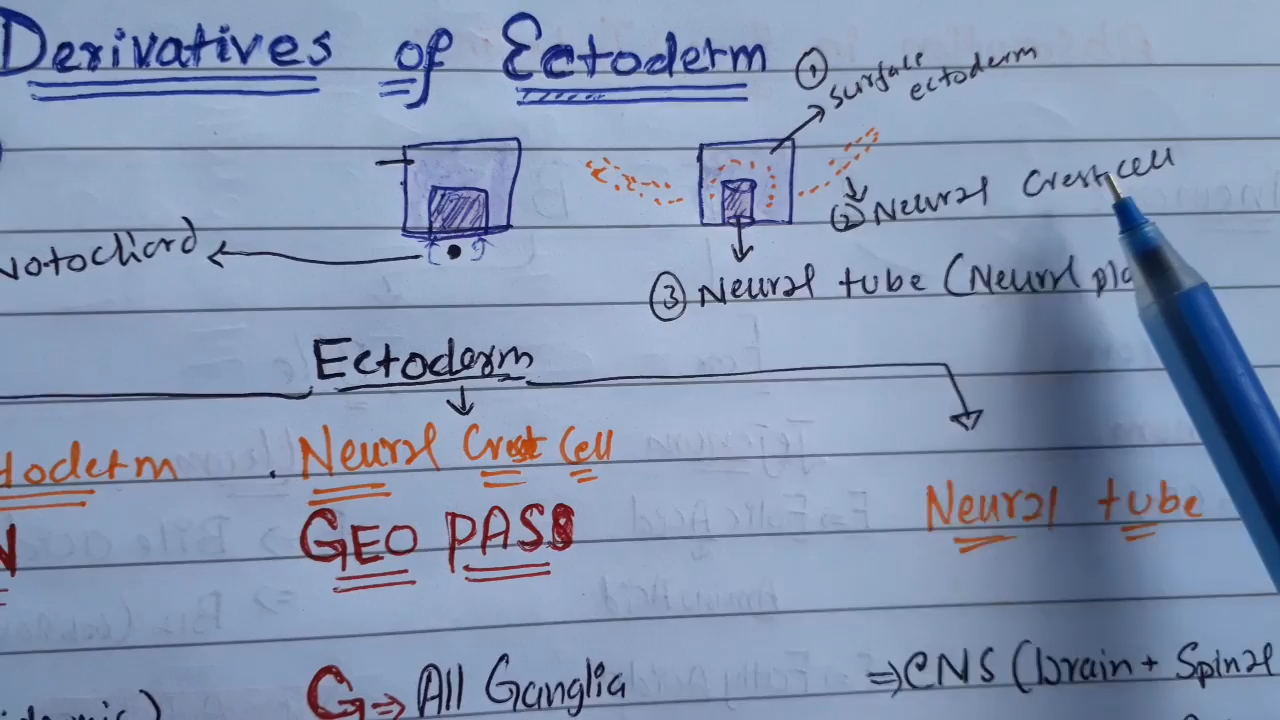 Derivatives of Ectoderm
① surface ectoderm
② Neural Crest cell
Notochord
③ Neural tube (Neural pla
Ectoderm
toderm . Neural Crest Cell
Neural tube
N GEO PASS
G⇒ All Ganglia
⇒ CNS (brain + Spinal
idemic)